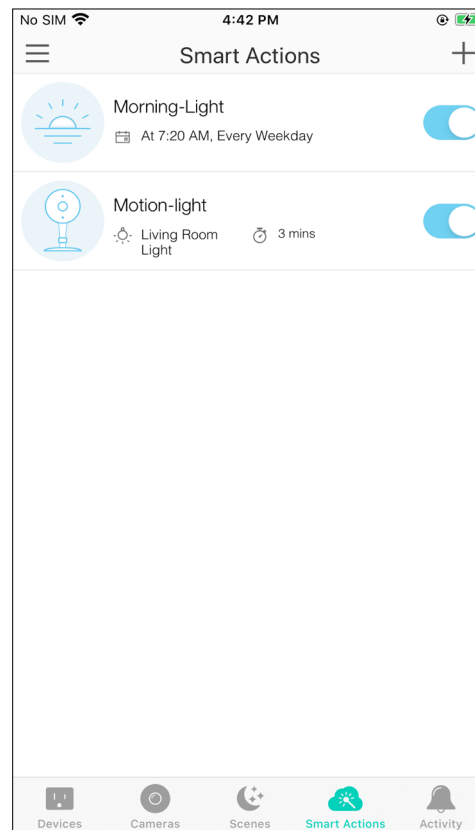 No SIM 4:42 PM
Smart Actions
Morning-Light
At 7:20 AM, Every Weekday
Motion-light
Living Room 3 mins
Light
Devices Cameras Scenes Smart Actions Activity